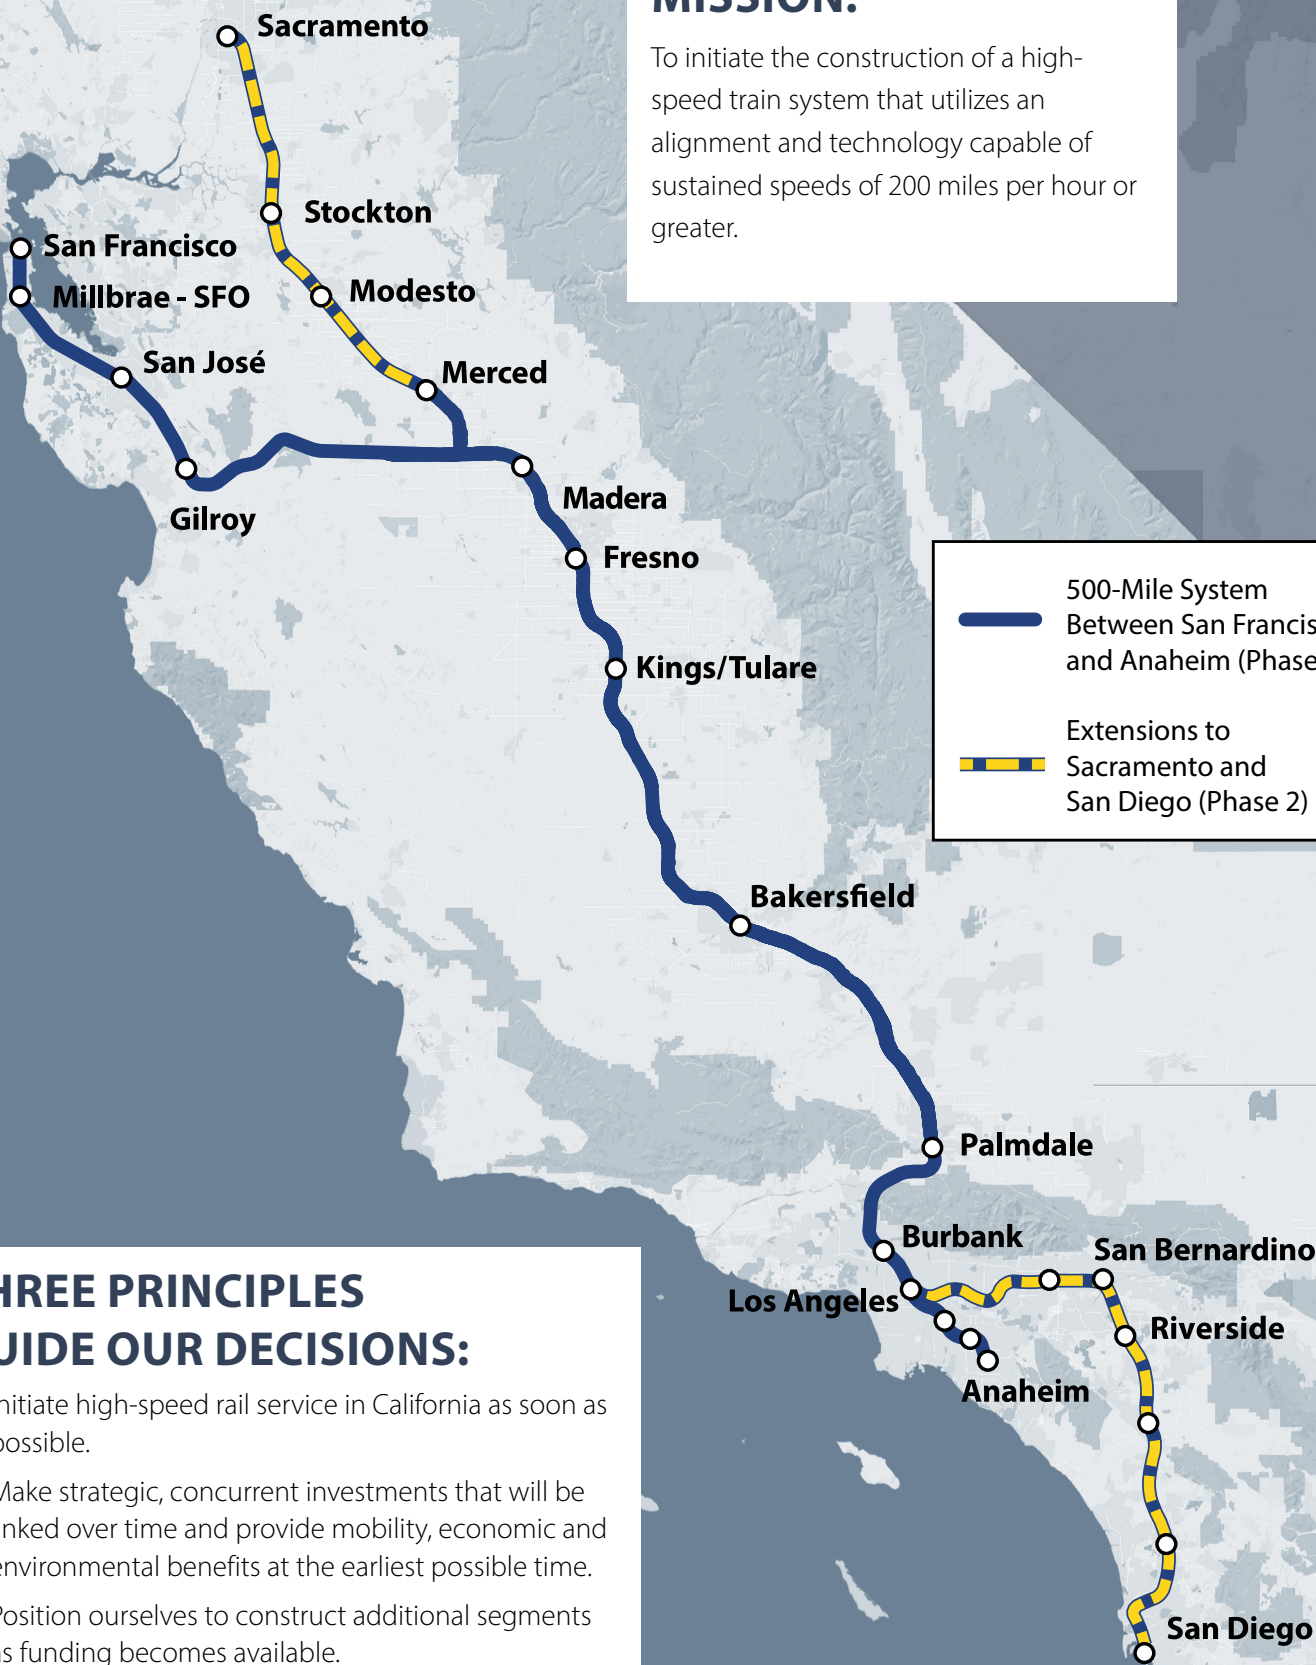 MISSION:
To initiate the construction of a high-
speed train system that utilizes an
alignment and technology capable of
sustained speeds of 200 miles per hour or
greater.
Sacramento
Stockton
San Francisco
Modesto
Millbrae - SFO
San José
Merced
Madera
Gilroy
Fresno
Kings/Tulare
500-Mile System
Between San Francis
and Anaheim (Phase
Extensions to
Sacramento and
San Diego (Phase 2)
Bakersfield
Palmdale
Burbank
San Bernardino
Los Angeles
Riverside
Anaheim
San Diego
HREE PRINCIPLES
UIDE OUR DECISIONS:
nitiate high-speed rail service in California as soon as
possible.
Make strategic, concurrent investments that will be
inked over time and provide mobility, economic and
environmental benefits at the earliest possible time.
Position ourselves to construct additional segments
as funding becomes available.